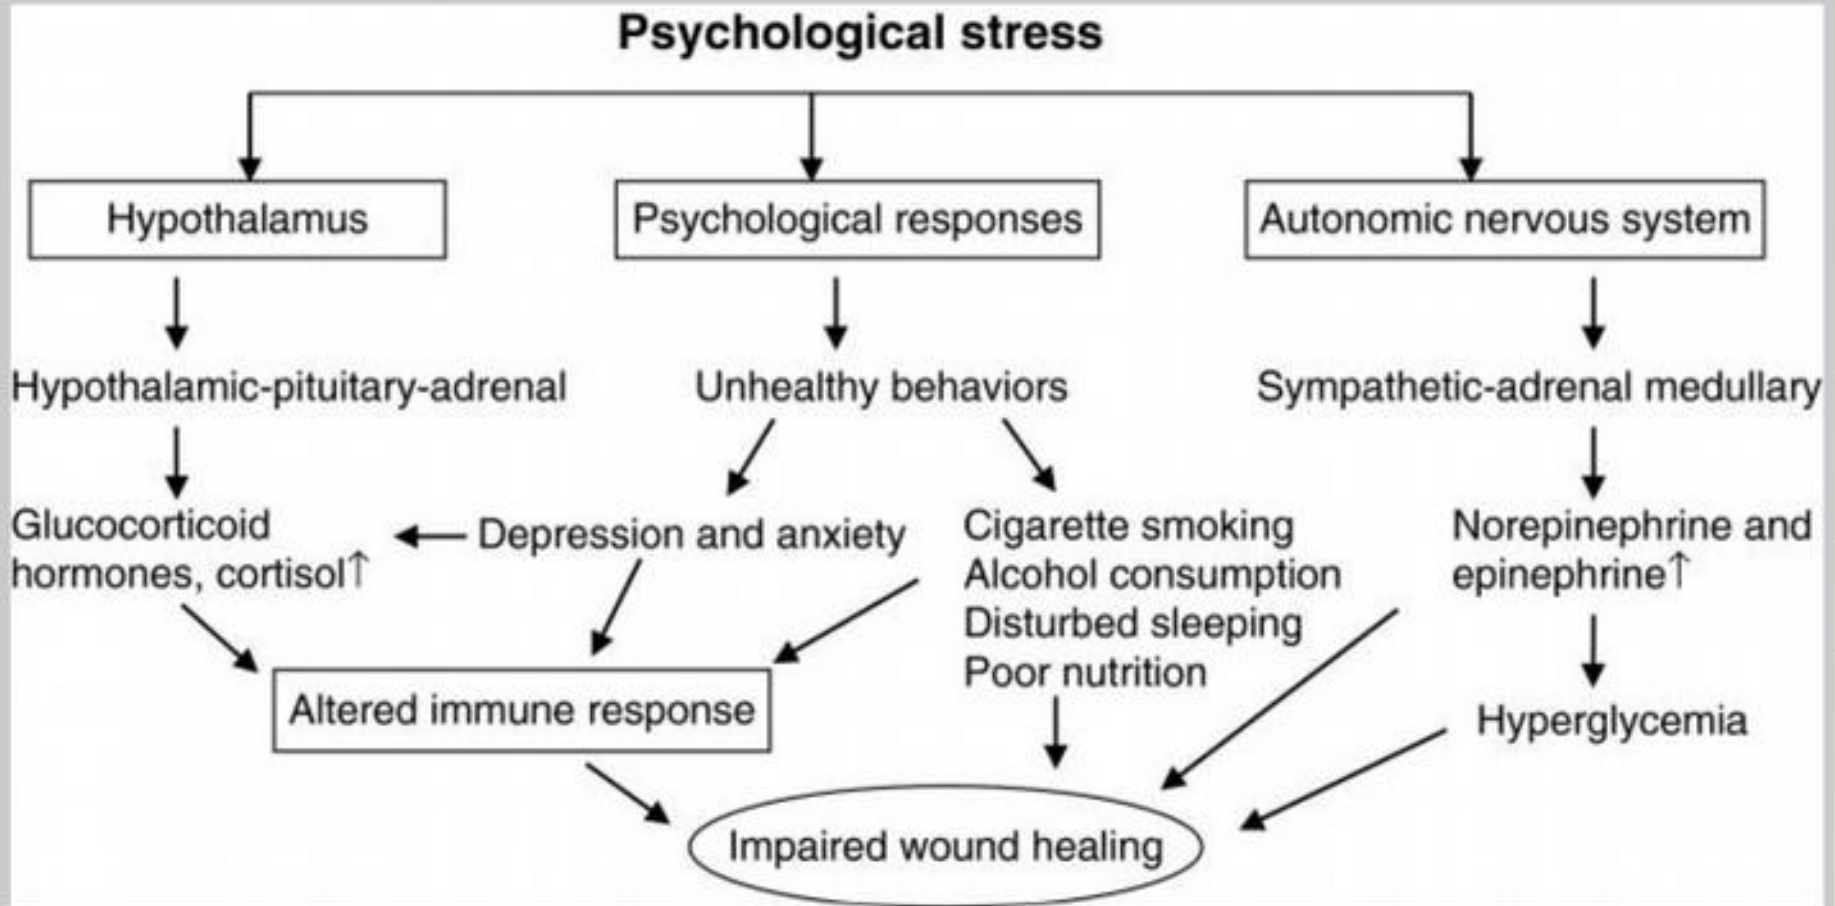 Psychological stress
Hypothalamus
Psychological responses
Autonomic nervous system
Hypothalamic-pituitary-adrenal
Unhealthy behaviors
Sympathetic-adrenal medullary
Glucocorticoid
hormones, cortisol↑
Depression and anxiety
Cigarette smoking
Alcohol consumption
Disturbed sleeping
Poor nutrition
Norepinephrine and
epinephrine↑
Altered immune response
Hyperglycemia
Impaired wound healing